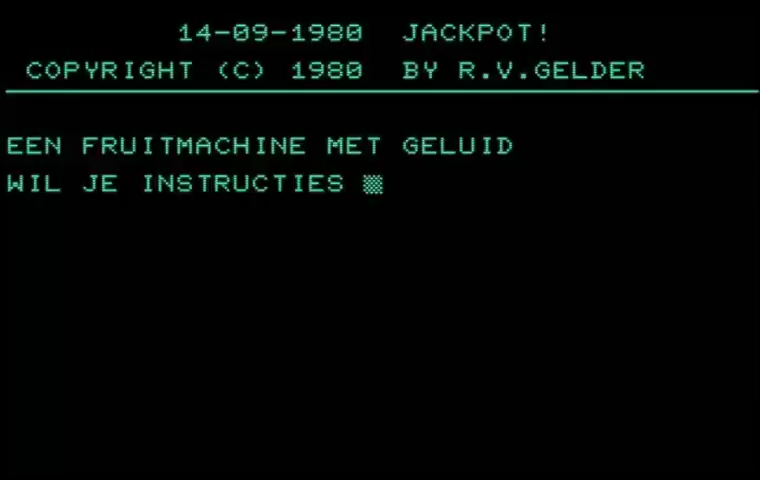 14-09-1980 JACKPOT!
COPYRIGHT (C) 1980 BY R.V.GELDER
EEN FRUITMACHINE MET GELUID
WIL JE INSTRUCTIES